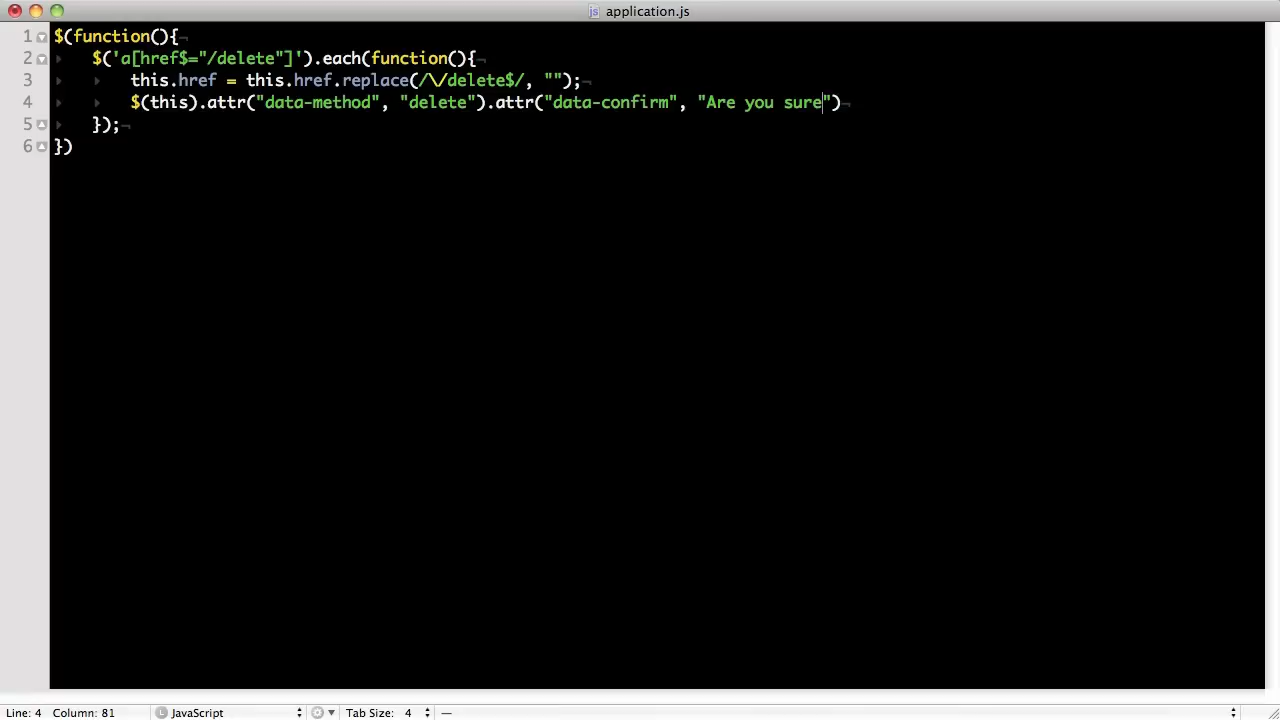 js application.js
1 $(function(){¬
2 $('a[href$="/delete"]').each(function(){¬
3 this.href = this.href.replace(/\/delete$/, "");¬
4 $(this).attr("data-method", "delete").attr("data-confirm", "Are you sure")¬
5 });¬
6 })
Line: 4 Column: 81 L JavaScript Tab Size: 4 —